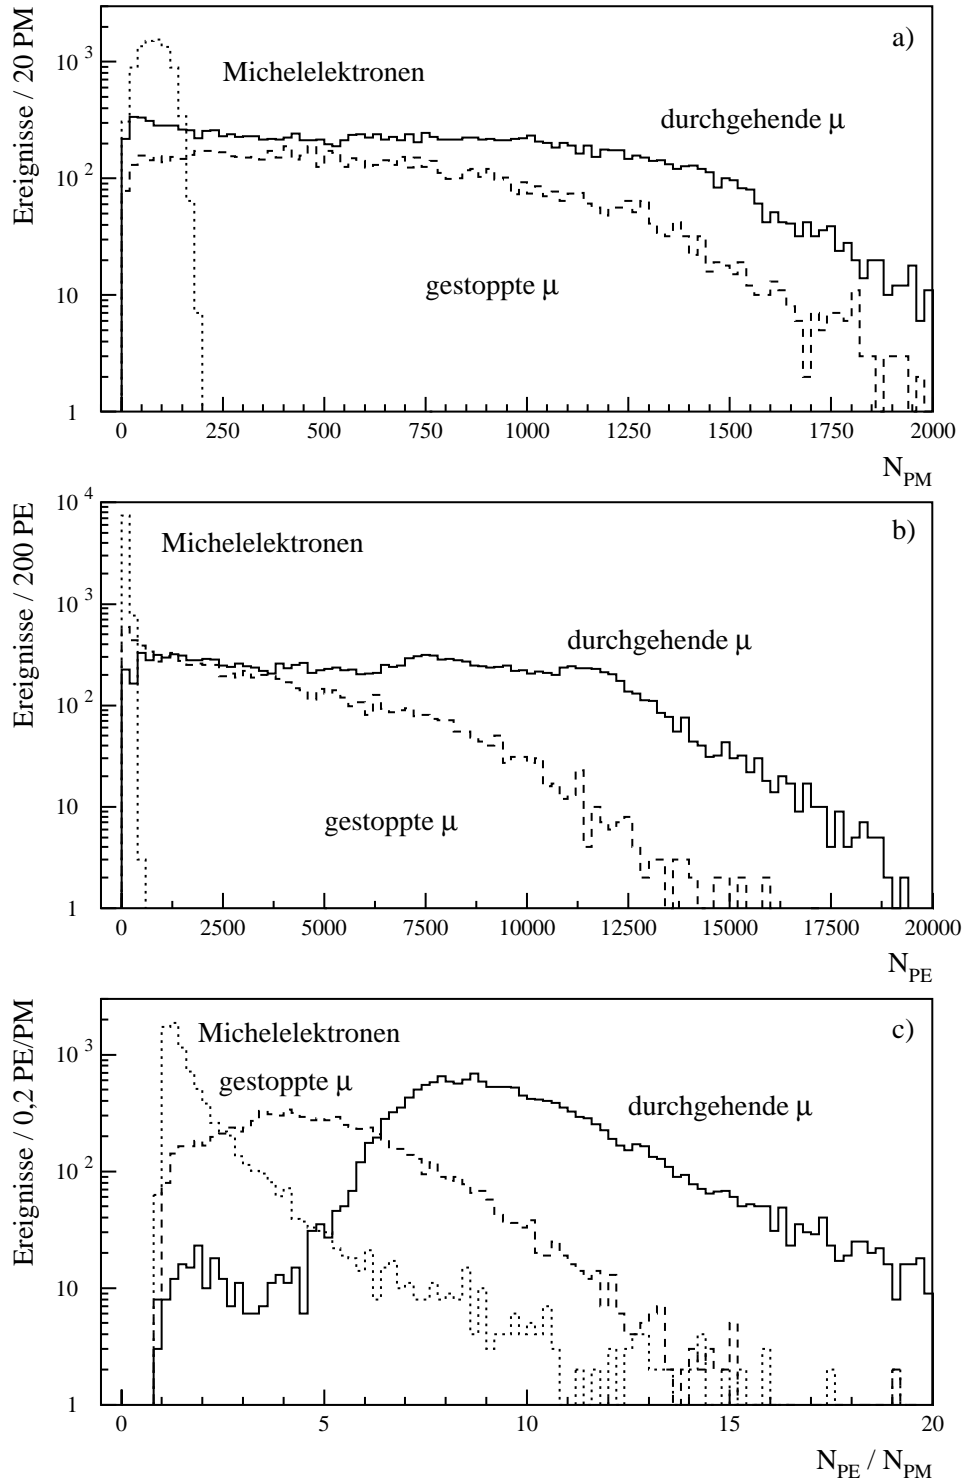 a)
Ereignisse / 20 PM
10³
10²
10
1
Michelelektronen
durchgehende μ
gestoppte μ
0 250 500 750 1000 1250 1500 1750 2000
N_PM
b)
Ereignisse / 200 PE
10⁴
10³
10²
10
1
Michelelektronen
durchgehende μ
gestoppte μ
0 2500 5000 7500 10000 12500 15000 17500 20000
N_PE
c)
Ereignisse / 0,2 PE/PM
10³
10²
10
1
Michelelektronen
gestoppte μ
durchgehende μ
0 5 10 15 20
N_PE / N_PM